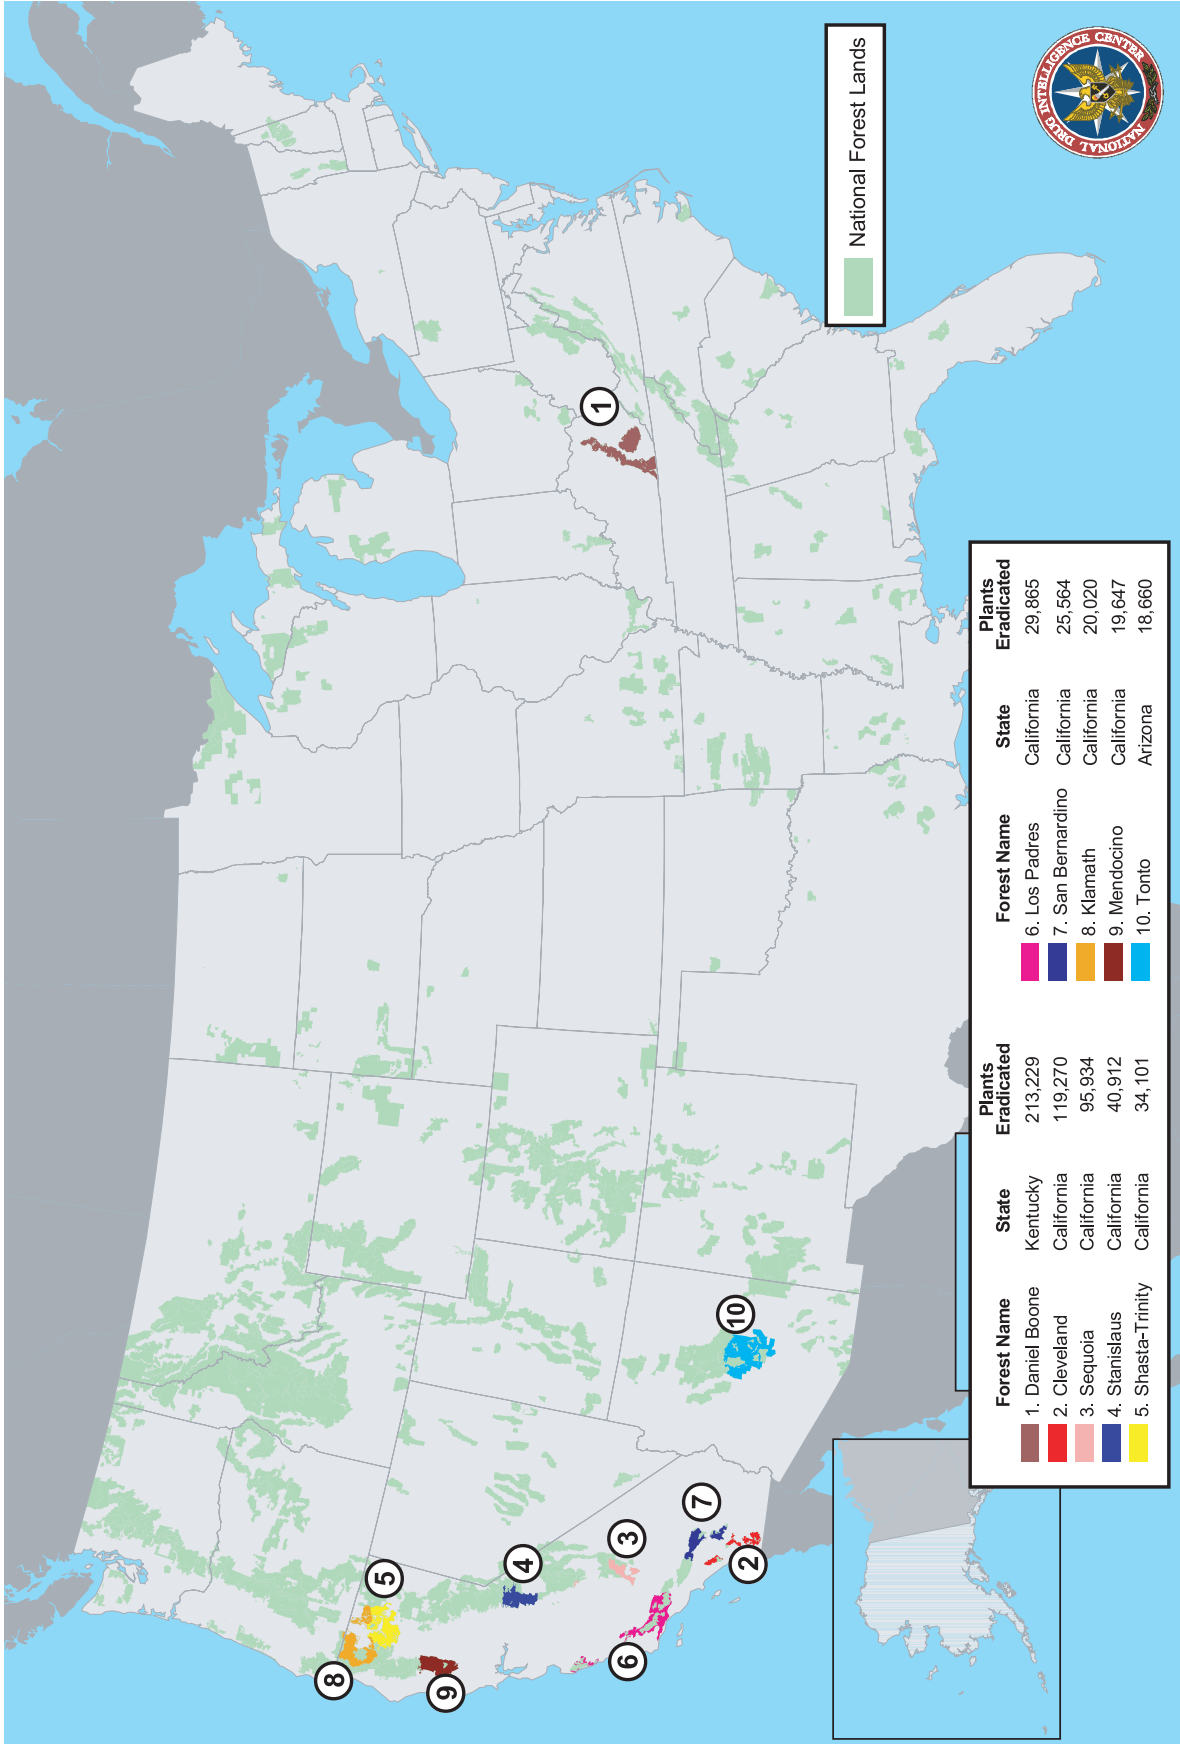 8
9
5
4
6
3
7
2
10
1
National Forest Lands
NATIONAL DRUG INTELLIGENCE CENTER
Forest Name State Plants Eradicated Forest Name State Plants Eradicated
1. Daniel Boone Kentucky 213,229 6. Los Padres California 29,865
2. Cleveland California 119,270 7. San Bernardino California 25,564
3. Sequoia California 95,934 8. Klamath California 20,020
4. Stanislaus California 40,912 9. Mendocino California 19,647
5. Shasta-Trinity California 34,101 10. Tonto Arizona 18,660